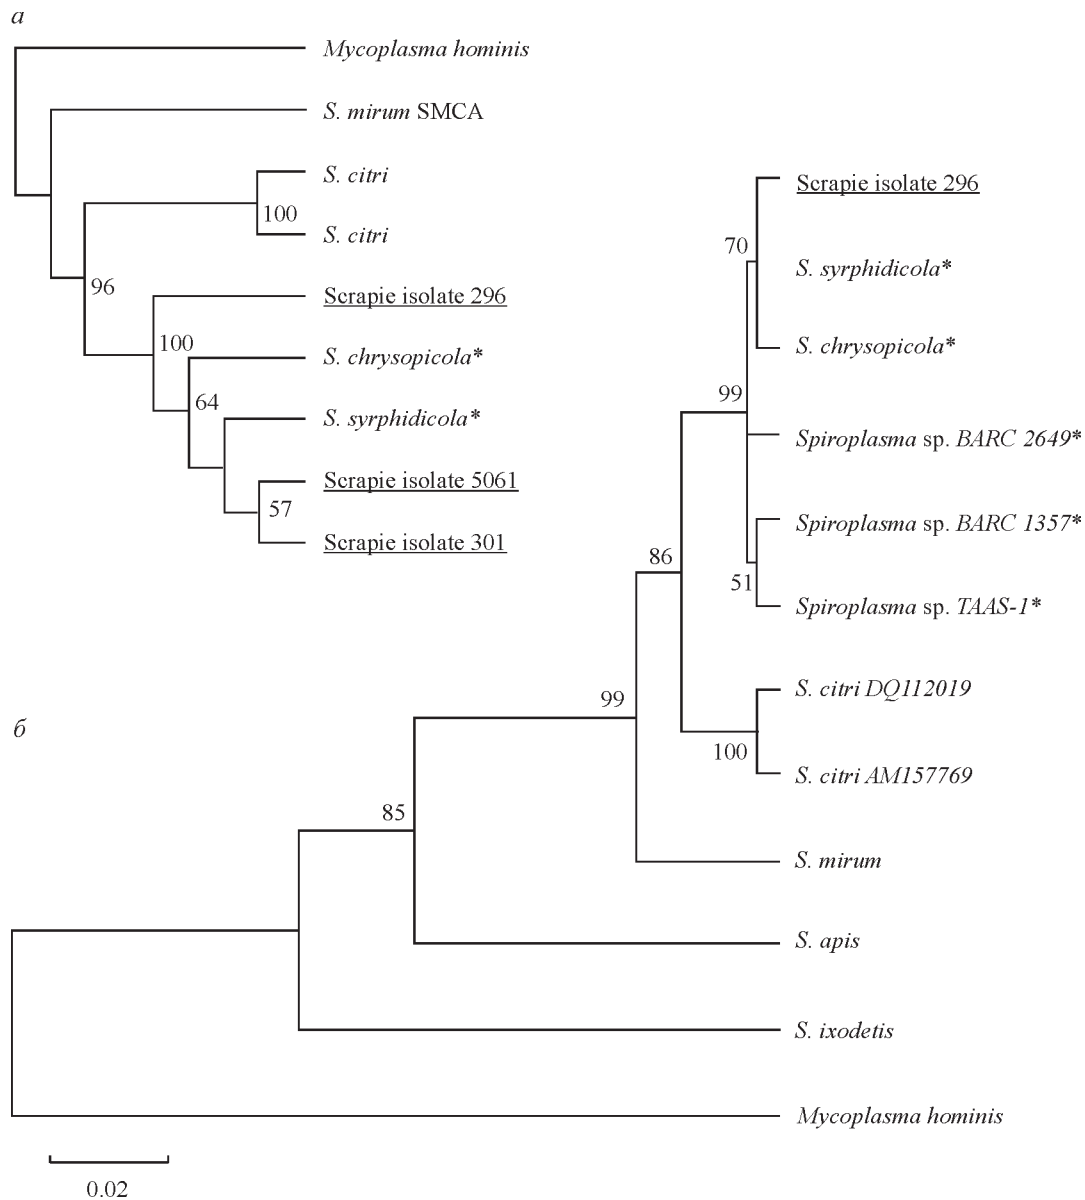 а
Mycoplasma hominis
S. mirum SMCA
S. citri
100
S. citri
96
Scrapie isolate 296
100
S. chrysopicola*
64
S. syrphidicola*
Scrapie isolate 5061
57
Scrapie isolate 301
б
Scrapie isolate 296
70
S. syrphidicola*
S. chrysopicola*
99
Spiroplasma sp. BARC 2649*
Spiroplasma sp. BARC 1357*
86
51
Spiroplasma sp. TAAS-1*
S. citri DQ112019
99
100
S. citri AM157769
85
S. mirum
S. apis
S. ixodetis
Mycoplasma hominis
0.02